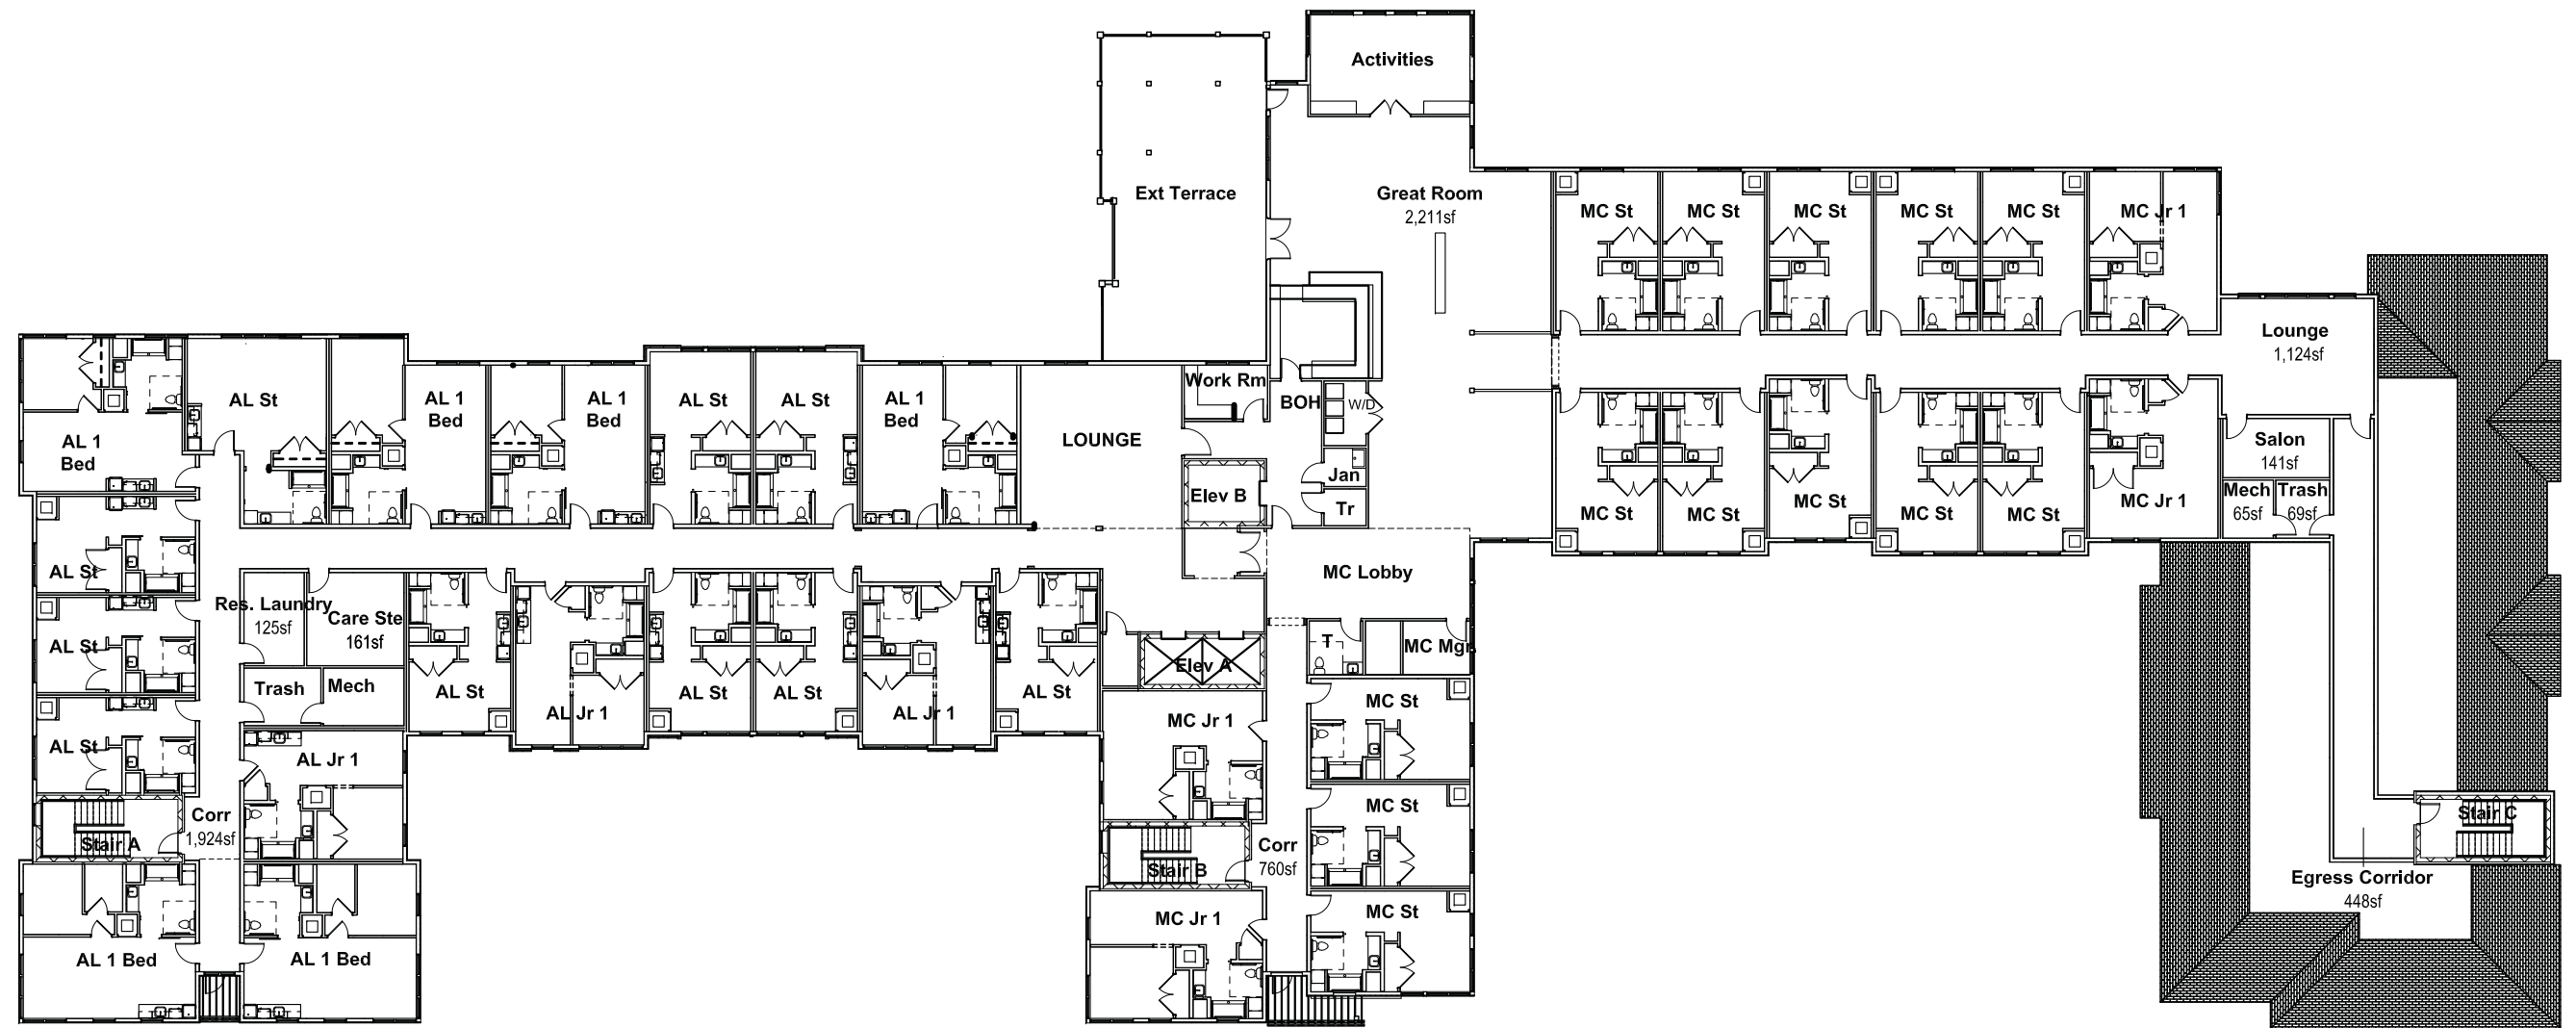 Activities
Ext Terrace
Great Room
2,211sf
MC St
MC St
MC St
MC St
MC St
MC Jr 1
Lounge
1,124sf
AL 1
Bed
AL St
AL 1
Bed
AL 1
Bed
AL St
AL St
AL 1
Bed
LOUNGE
Work Rm
BOH
W/D
Elev B
Jan
Tr
MC St
MC St
MC St
MC St
MC St
MC Jr 1
Salon
141sf
Mech
65sf
Trash
69sf
AL St
AL St
AL St
Res. Laundry
125sf
Care Ste
161sf
Trash
Mech
AL St
AL Jr 1
AL St
AL St
AL Jr 1
AL St
MC Lobby
T
MC Mgr
Elev A
MC Jr 1
MC St
AL Jr 1
Corr
1,924sf
Stair A
MC St
Corr
760sf
Stair B
MC Jr 1
MC St
AL 1 Bed
AL 1 Bed
Stair C
Egress Corridor
448sf